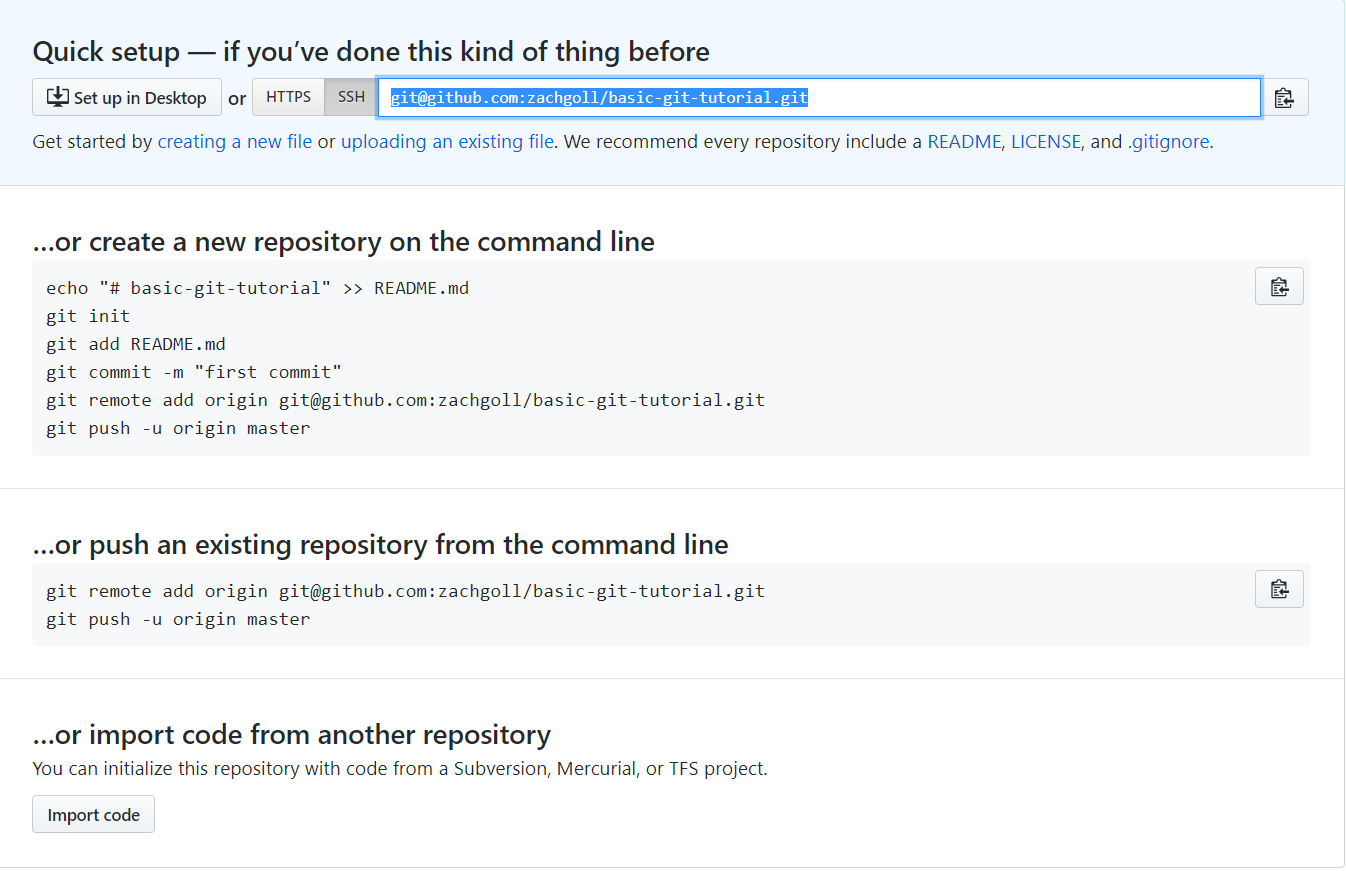 Quick setup — if you’ve done this kind of thing before
Set up in Desktop or HTTPS SSH git@github.com:zachgoll/basic-git-tutorial.git
Get started by creating a new file or uploading an existing file. We recommend every repository include a README, LICENSE, and .gitignore.
…or create a new repository on the command line
echo "# basic-git-tutorial" >> README.md
git init
git add README.md
git commit -m "first commit"
git remote add origin git@github.com:zachgoll/basic-git-tutorial.git
git push -u origin master
…or push an existing repository from the command line
git remote add origin git@github.com:zachgoll/basic-git-tutorial.git
git push -u origin master
…or import code from another repository
You can initialize this repository with code from a Subversion, Mercurial, or TFS project.
Import code